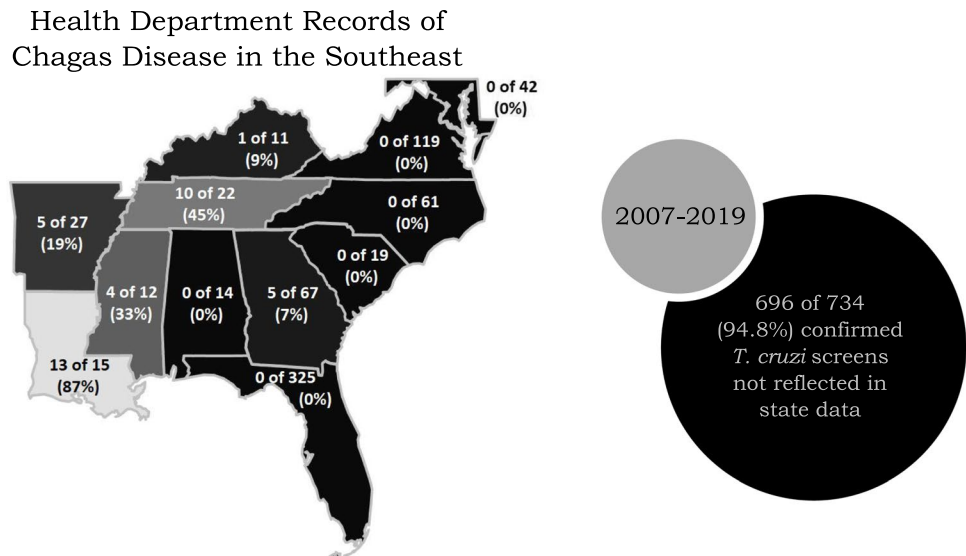 Health Department Records of
Chagas Disease in the Southeast
0 of 42
(0%)
1 of 11
(9%)
0 of 119
(0%)
10 of 22
(45%)
0 of 61
(0%)
5 of 27
(19%)
0 of 19
(0%)
4 of 12
(33%)
0 of 14
(0%)
5 of 67
(7%)
13 of 15
(87%)
0 of 325
(0%)
2007-2019
696 of 734
(94.8%) confirmed
T. cruzi screens
not reflected in
state data